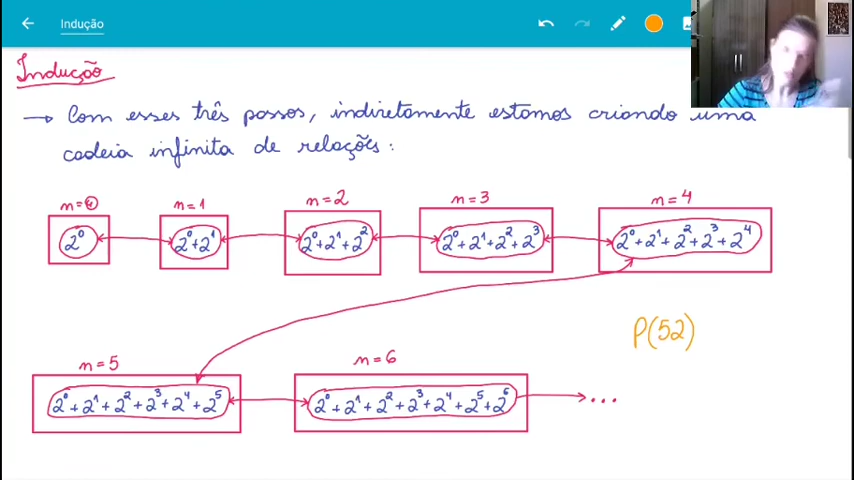 Indução
Indução
→ Com esses três passos, indiretamente estamos criando uma
cadeia infinita de relações:
n=0 n=1 n=2 n=3 n=4
2⁰ 2⁰+2¹ 2⁰+2¹+2² 2⁰+2¹+2²+2³ 2⁰+2¹+2²+2³+2⁴
P(52)
n=5 n=6
2⁰+2¹+2²+2³+2⁴+2⁵ 2⁰+2¹+2²+2³+2⁴+2⁵+2⁶ ...